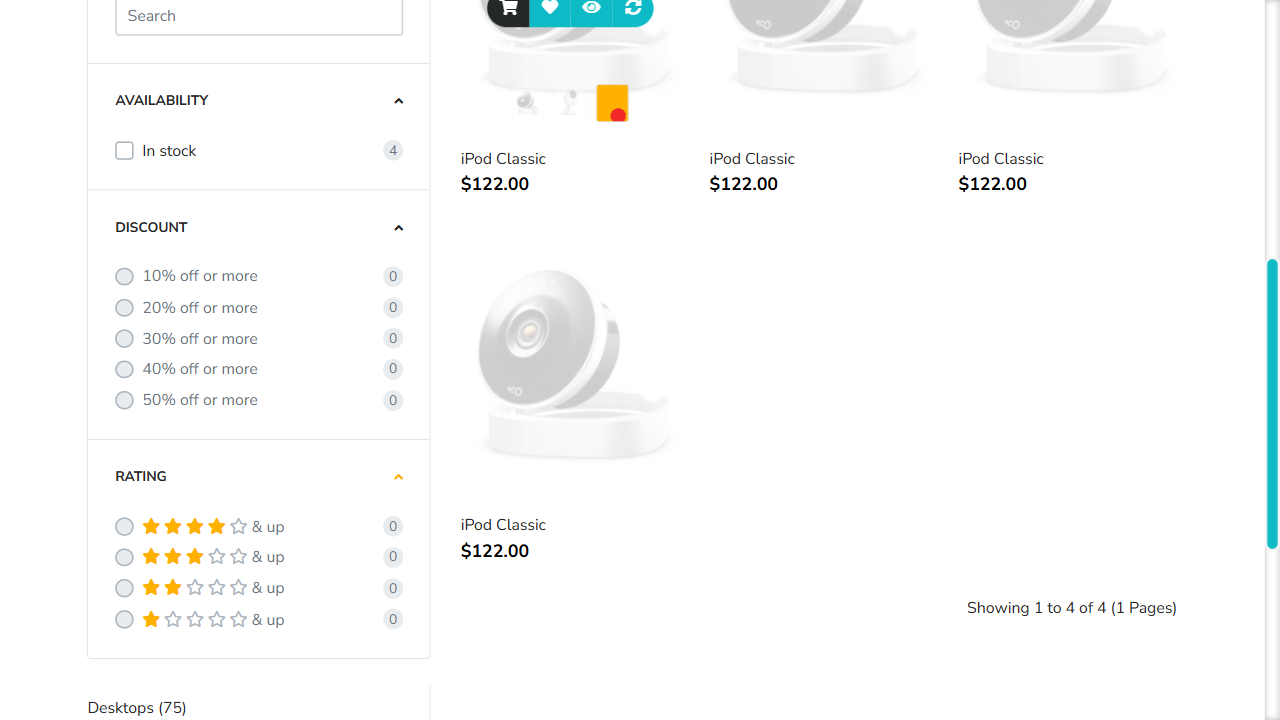 Search
AVAILABILITY
In stock 4
DISCOUNT
10% off or more 0
20% off or more 0
30% off or more 0
40% off or more 0
50% off or more 0
RATING
& up 0
& up 0
& up 0
& up 0
Desktops (75)
iPod Classic
$122.00
iPod Classic
$122.00
iPod Classic
$122.00
iPod Classic
$122.00
Showing 1 to 4 of 4 (1 Pages)